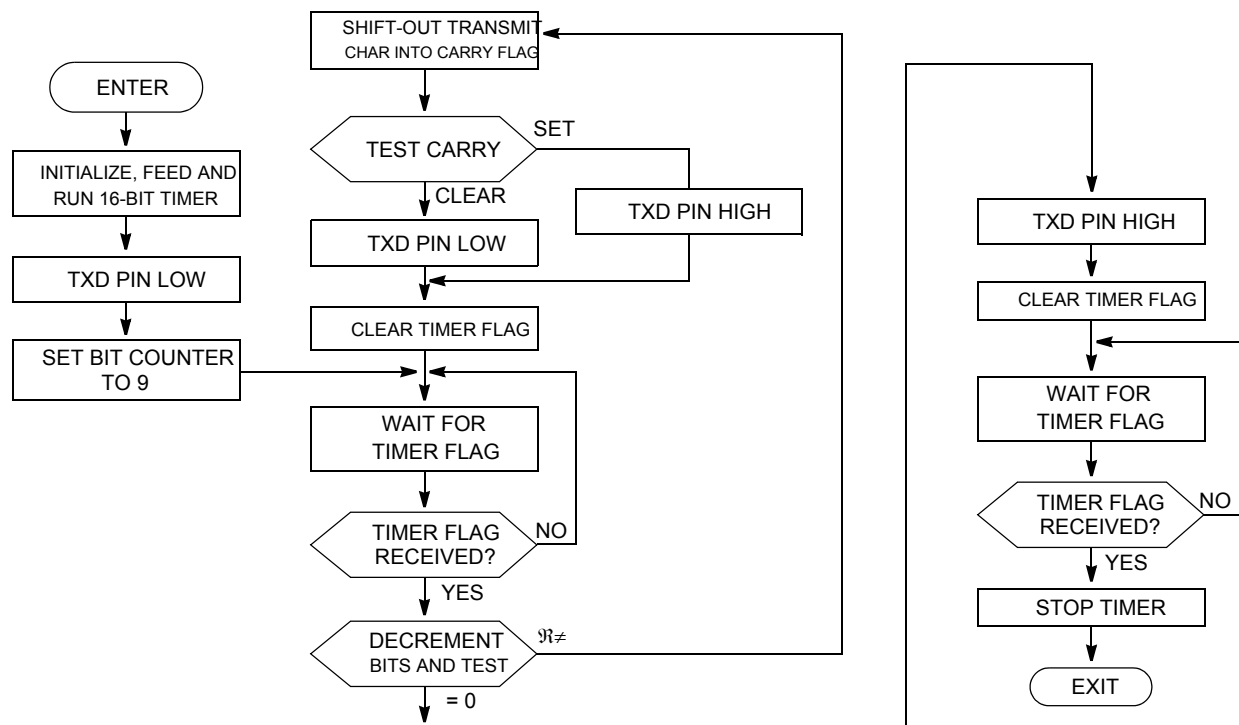 ENTER
INITIALIZE, FEED AND
RUN 16-BIT TIMER
TXD PIN LOW
SET BIT COUNTER
TO 9
SHIFT-OUT TRANSMIT
CHAR INTO CARRY FLAG
TEST CARRY
SET
CLEAR
TXD PIN HIGH
TXD PIN LOW
CLEAR TIMER FLAG
WAIT FOR
TIMER FLAG
TIMER FLAG
RECEIVED?
NO
YES
DECREMENT
BITS AND TEST
ℜ≠
= 0
TXD PIN HIGH
CLEAR TIMER FLAG
WAIT FOR
TIMER FLAG
TIMER FLAG
RECEIVED?
NO
YES
STOP TIMER
EXIT